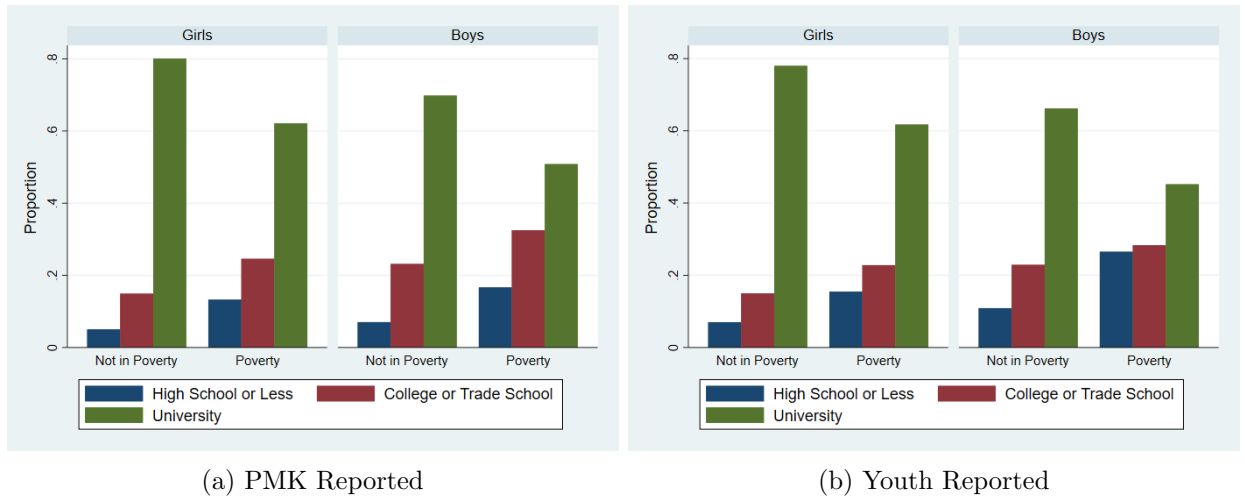 Girls
Boys
Proportion
.8
.6
.4
.2
0
Not in Poverty
Poverty
Not in Poverty
Poverty
High School or Less
College or Trade School
University
(a) PMK Reported
Girls
Boys
Proportion
.8
.6
.4
.2
0
Not in Poverty
Poverty
Not in Poverty
Poverty
High School or Less
College or Trade School
University
(b) Youth Reported